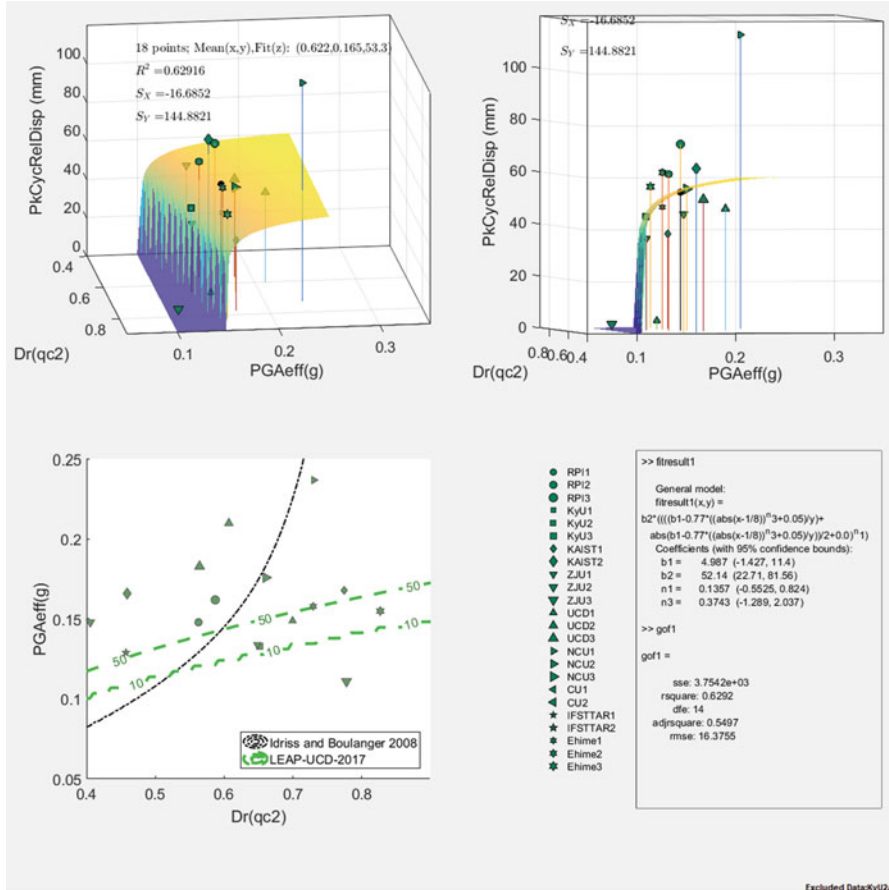 18 points; Mean(x,y),Fit(z): (0.622,0.165,53.3)
R² =0.62916
S_X =-16.6852
S_Y =144.8821
PkCycRelDisp (mm)
100
80
60
40
20
0
0.4
0.6
0.8
Dr(qc2)
0.1
0.2
0.3
PGAeff(g)
S_X =-16.6852
S_Y =144.8821
PkCycRelDisp (mm)
100
80
60
40
20
0
0.8
0.6
0.4
0.1
0.2
0.3
Dr(qc2)
PGAeff(g)
PGAeff(g)
0.25
0.2
0.15
0.1
0.05
50
50
50
10
10
10
Idriss and Boulanger 2008
LEAP-UCD-2017
0.4
0.5
0.6
0.7
0.8
Dr(qc2)
RPI1
RPI2
RPI3
KyU1
KyU2
KyU3
KAIST1
KAIST2
ZJU1
ZJU2
ZJU3
UCD1
UCD2
UCD3
NCU1
NCU2
NCU3
CU1
CU2
IFSTTAR1
IFSTTAR2
Ehime1
Ehime2
Ehime3
>> fitresult1
General model:
fitresult1(x,y) =
b2*((((b1-0.77*((abs(x-1/8))^n3+0.05)/y)+
abs(b1-0.77*((abs(x-1/8))^n3+0.05)/y))/2+0.0)^n1)
Coefficients (with 95% confidence bounds):
b1 = 4.987 (-1.427, 11.4)
b2 = 52.14 (22.71, 81.56)
n1 = 0.1357 (-0.5525, 0.824)
n3 = 0.3743 (-1.289, 2.037)
>> gof1
gof1 =
sse: 3.7542e+03
rsquare: 0.6292
dfe: 14
adjrsquare: 0.5497
rmse: 16.3755
Excluded Data:KyU2